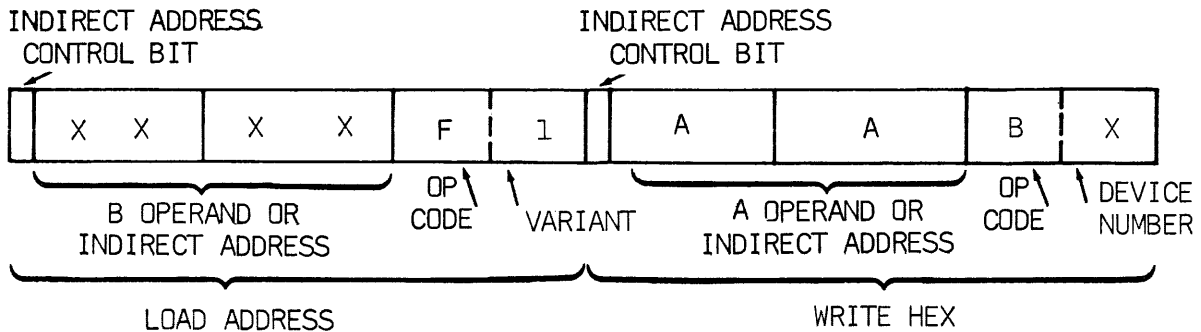 INDIRECT ADDRESS
CONTROL BIT
INDIRECT ADDRESS
CONTROL BIT
X X X X F 1 A A B X
B OPERAND OR
INDIRECT ADDRESS
OP
CODE
VARIANT
A OPERAND OR
INDIRECT ADDRESS
OP
CODE
DEVICE
NUMBER
LOAD ADDRESS
WRITE HEX